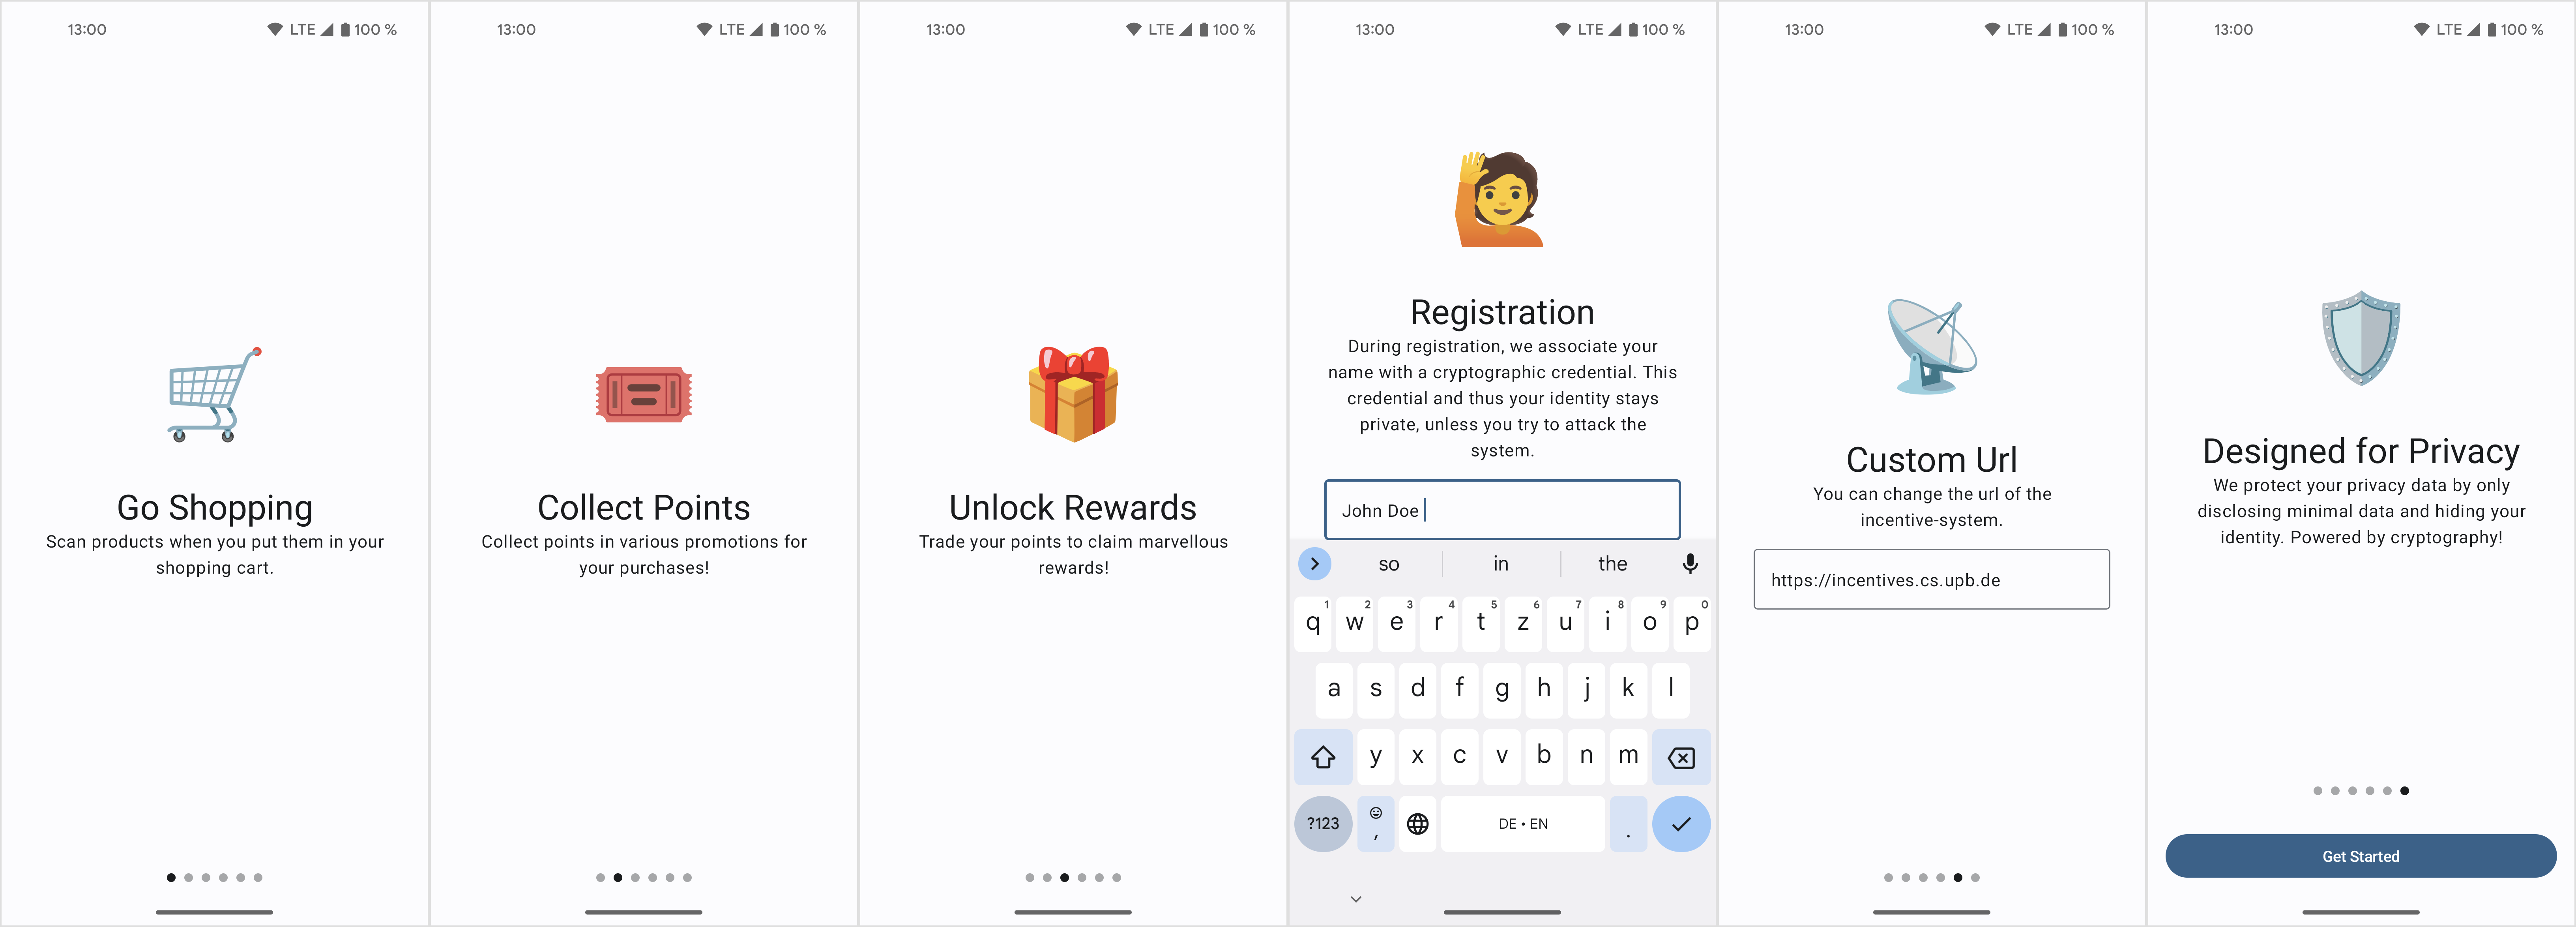 13:00 LTE 100 %
Go Shopping
Scan products when you put them in your
shopping cart.
13:00 LTE 100 %
Collect Points
Collect points in various promotions for
your purchases!
13:00 LTE 100 %
Unlock Rewards
Trade your points to claim marvellous
rewards!
13:00 LTE 100 %
Registration
During registration, we associate your
name with a cryptographic credential. This
credential and thus your identity stays
private, unless you try to attack the
system.
John Doe
so in the
1 2 3 4 5 6 7 8 9 0
q w e r t z u i o p
a s d f g h j k l
y x c v b n m
?123 , DE • EN .
13:00 LTE 100 %
Custom Url
You can change the url of the
incentive-system.
https://incentives.cs.upb.de
13:00 LTE 100 %
Designed for Privacy
We protect your privacy data by only
disclosing minimal data and hiding your
identity. Powered by cryptography!
Get Started